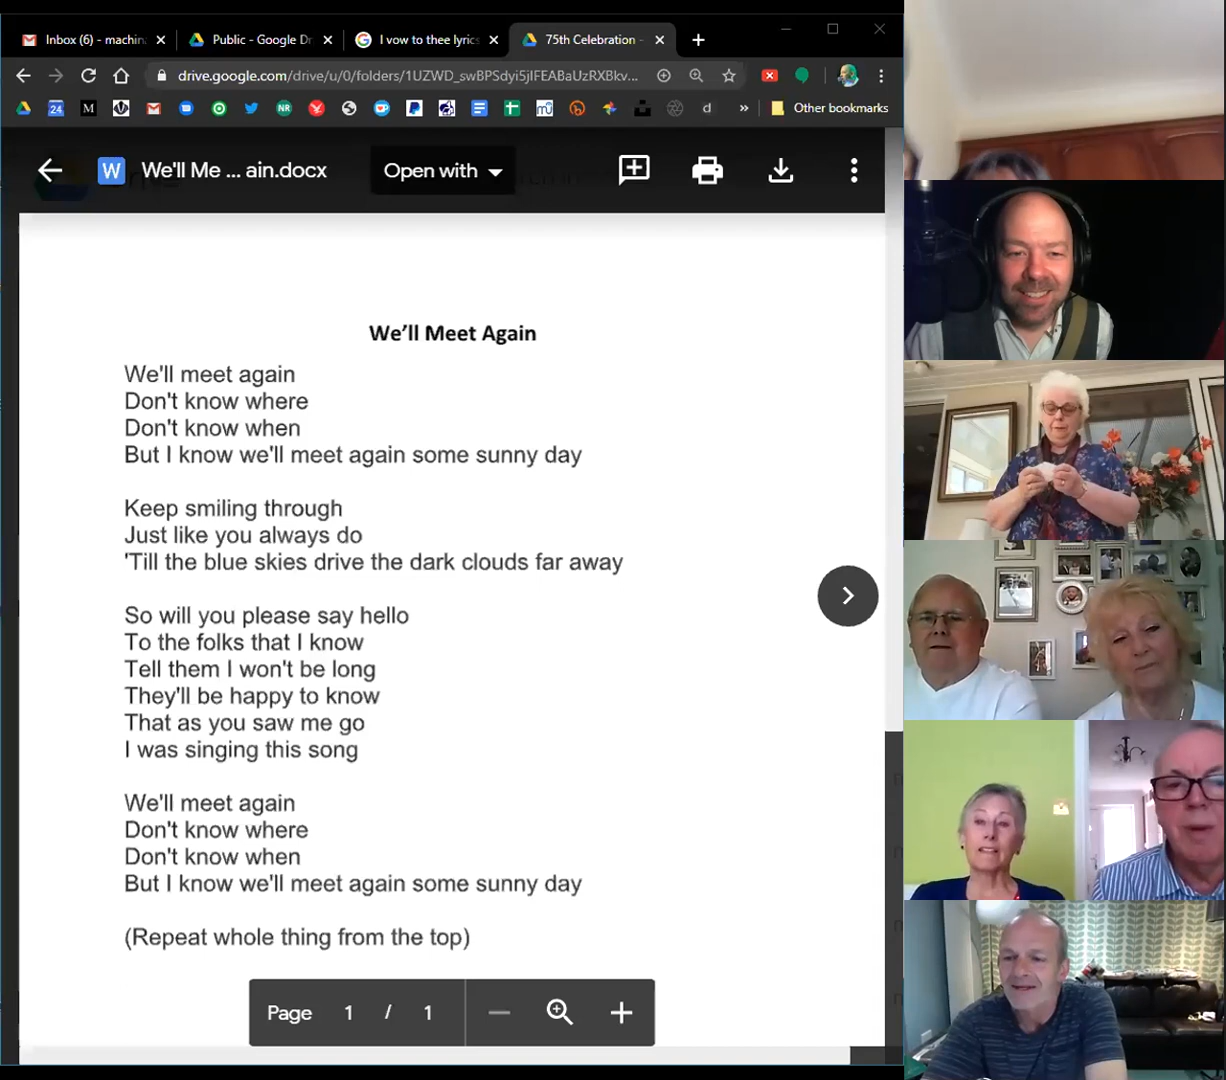 Inbox (6) - machin
Public - Google Dr
I vow to thee lyrics
75th Celebration -
drive.google.com/drive/u/0/folders/1UZWD_swBPSdyi5jIFEABaUzRXBkv...
24
M
NR
d
Other bookmarks
W
We'll Me ... ain.docx
Open with
We'll Meet Again
We'll meet again
Don't know where
Don't know when
But I know we'll meet again some sunny day
Keep smiling through
Just like you always do
'Till the blue skies drive the dark clouds far away
So will you please say hello
To the folks that I know
Tell them I won't be long
They'll be happy to know
That as you saw me go
I was singing this song
We'll meet again
Don't know where
Don't know when
But I know we'll meet again some sunny day
(Repeat whole thing from the top)
Page 1 / 1